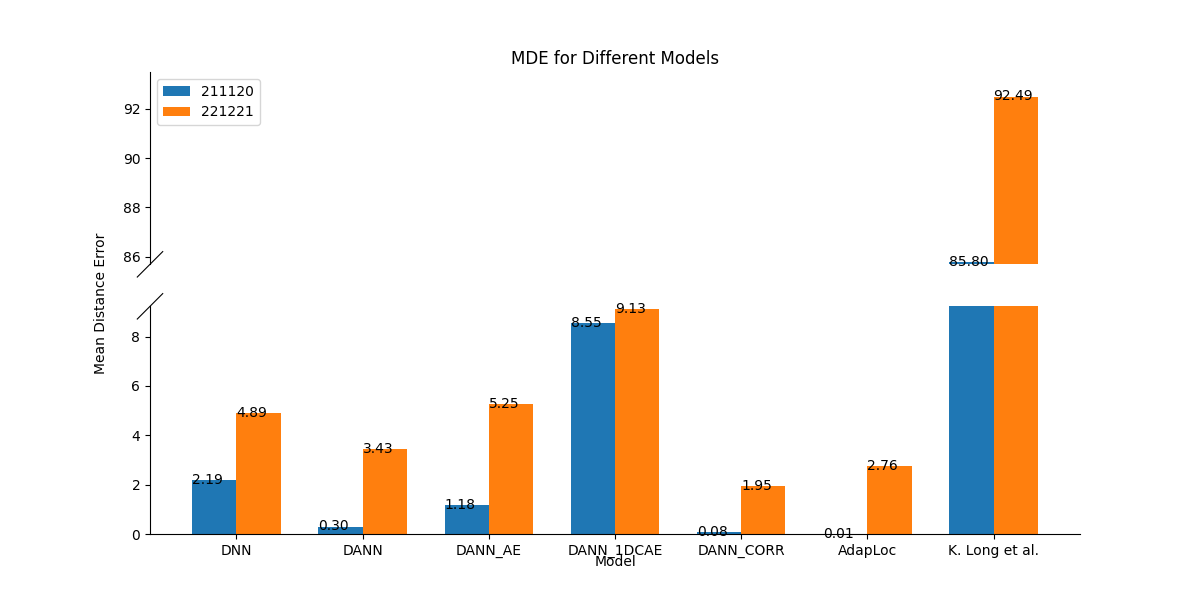 MDE for Different Models
211120
221221
92
90
88
86
8
6
4
2
0
Mean Distance Error
92.49
85.80
2.19
4.89
0.30
3.43
1.18
5.25
8.55
9.13
0.08
1.95
0.01
2.76
DNN
DANN
DANN_AE
DANN_1DCAE
DANN_CORR
AdapLoc
K. Long et al.
Model